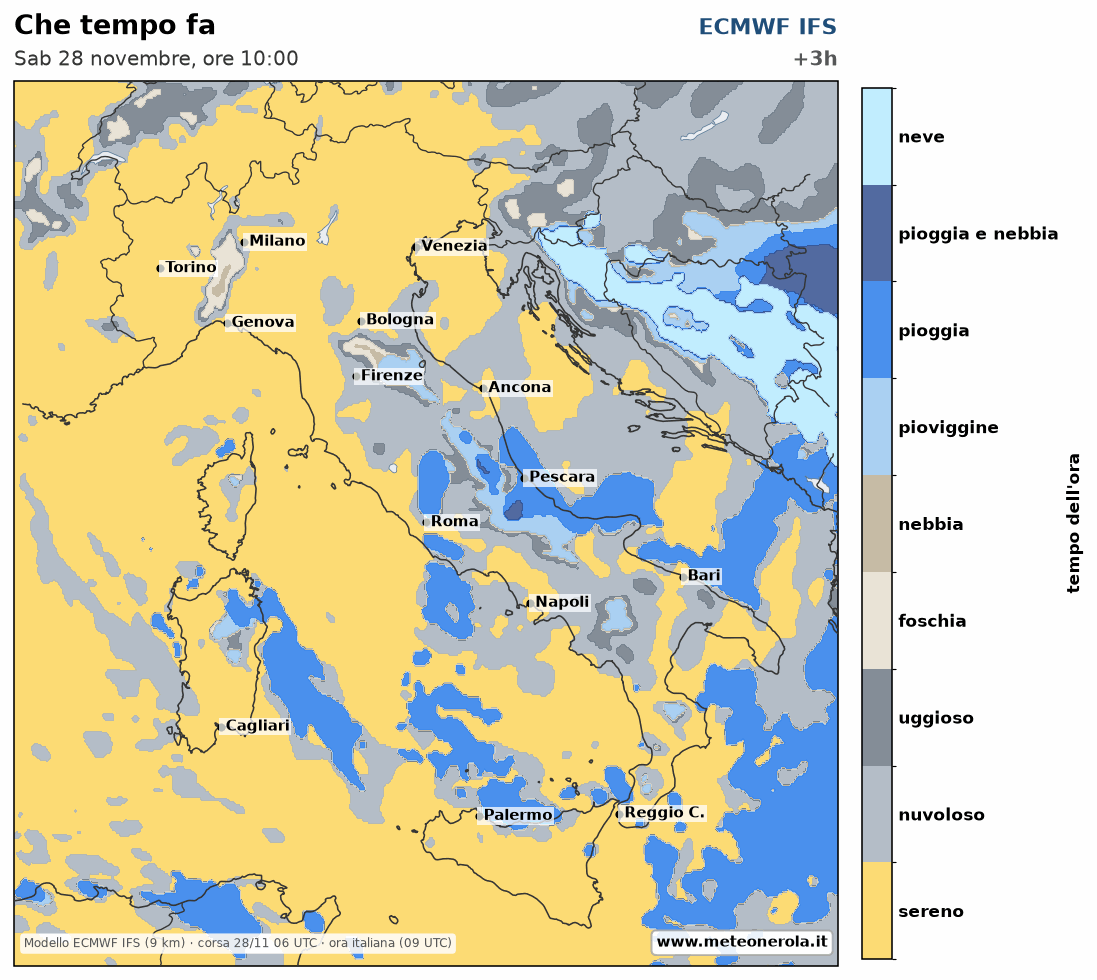 Che tempo fa
ECMWF IFS
Sab 28 novembre, ore 10:00
+3h
neve
pioggia e nebbia
pioggia
pioviggine
nebbia
foschia
uggioso
nuvoloso
sereno
tempo dell'ora
Milano
Venezia
Torino
Genova
Bologna
Firenze
Ancona
Pescara
Roma
Bari
Napoli
Cagliari
Palermo
Reggio C.
Modello ECMWF IFS (9 km) · corsa 28/11 06 UTC · ora italiana (09 UTC)
www.meteonerola.it